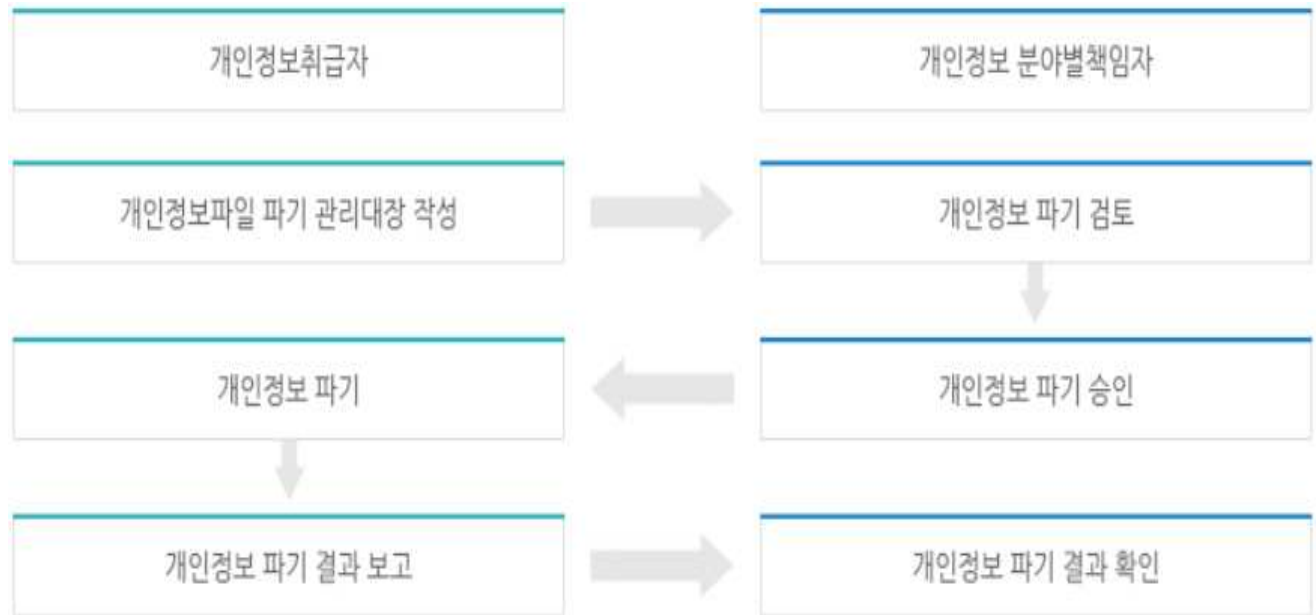 개인정보취급자
개인정보 분야별책임자
개인정보파일 파기 관리대장 작성
개인정보 파기 검토
개인정보 파기
개인정보 파기 승인
개인정보 파기 결과 보고
개인정보 파기 결과 확인